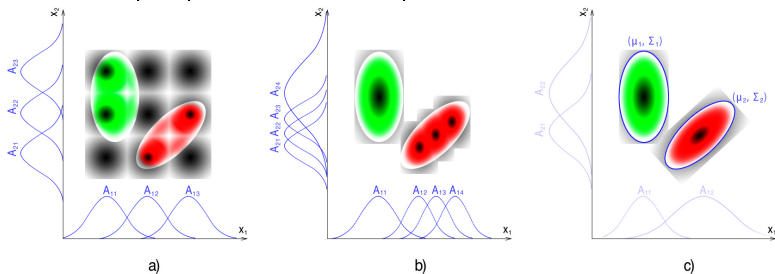 x₂
A₂₃
A₂₂
A₂₁
A₁₁ A₁₂ A₁₃
x₁
a)
x₂
A₂₄
A₂₃
A₂₂
A₂₁
A₁₁ A₁₂ A₁₃ A₁₄
x₁
b)
x₂
(μ₁, Σ₁)
(μ₂, Σ₂)
A₂₂
A₂₁
A₁₁ A₁₂
x₁
c)